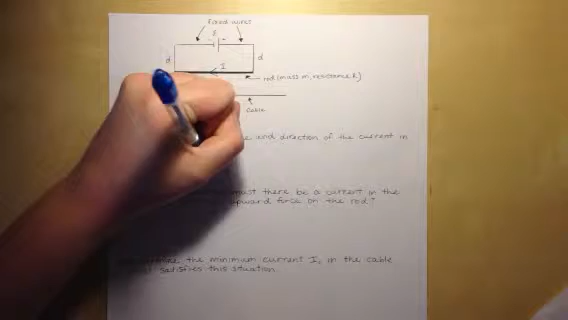 fixed wires
ε
- +
d
d
I
rod (mass m, resistance R)
cable
and direction of the current in
must there be a current in the
upward force on the rod?
the minimum current I, in the cable
satisfies this situation.